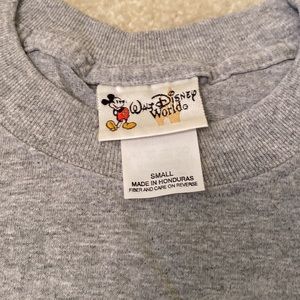 Walt Disney
World®
SMALL
MADE IN HONDURAS
FIBER AND CARE ON REVERSE